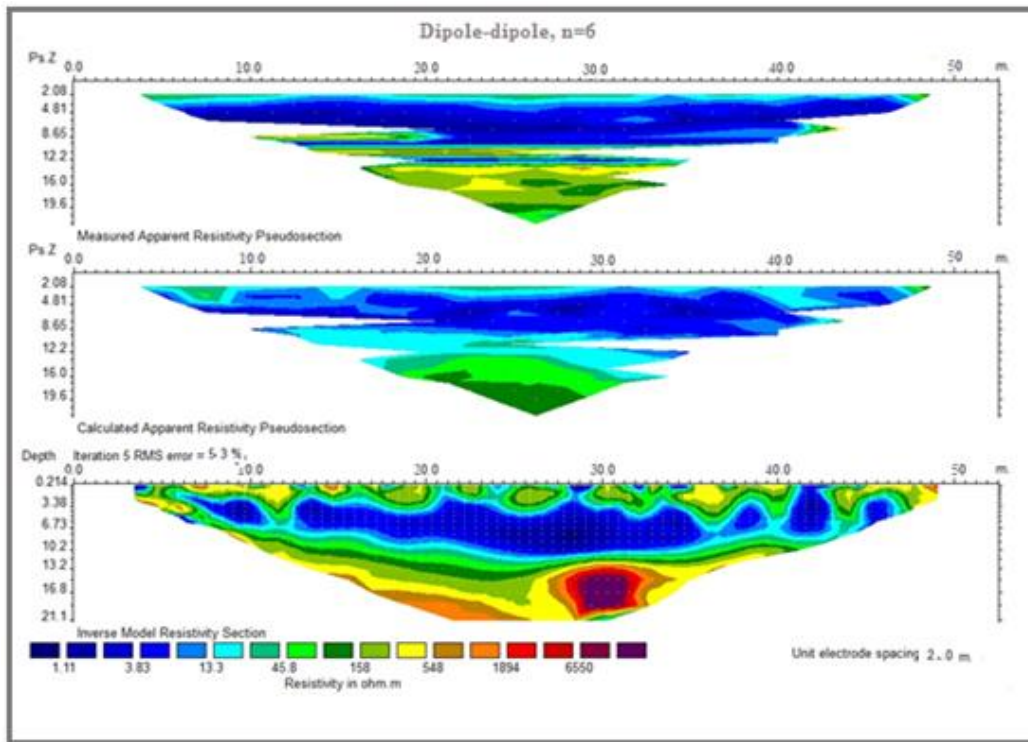 Dipole-dipole, n=6
Ps Z 0.0 10.0 20.0 30.0 40.0 50 m.
2.08
4.81
8.65
12.2
16.0
19.6
Measured Apparent Resistivity Pseudosection
Ps Z 0.0 10.0 20.0 30.0 40.0 50 m.
2.08
4.81
8.65
12.2
16.0
19.6
Calculated Apparent Resistivity Pseudosection
Depth Iteration 5 RMS error = 5.3 %.
10.0 20.0 30.0 40.0 50 m.
0.214
3.38
6.73
10.2
13.2
16.8
21.1
Inverse Model Resistivity Section
1.11 3.83 13.3 45.8 158 548 1894 6550
Resistivity in ohm.m
Unit electrode spacing 2.0 m.